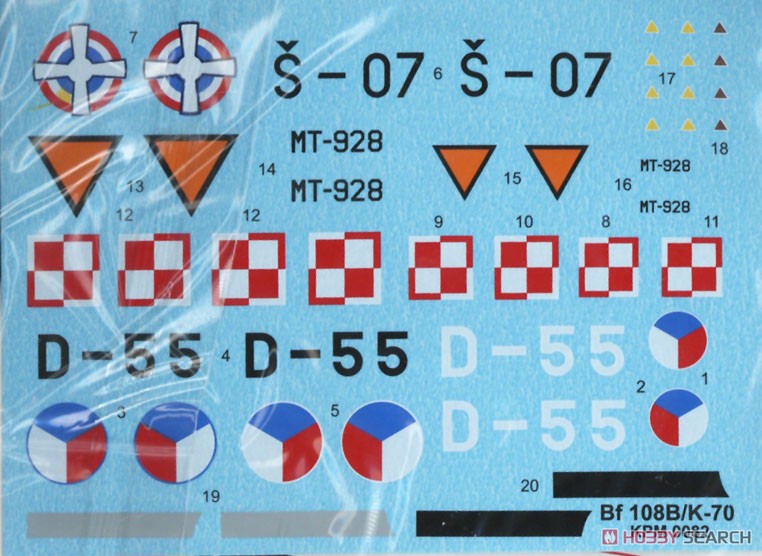 7
Š-07 6 Š-07
17
18
MT-928
MT-928
13
14
15
16
MT-928
MT-928
12
12
9
10
8
11
D-55 4 D-55
D-55
D-55
1
2
3
5
19
20
Bf 108B/K-70
KPM 0082
HOBBY SEARCH